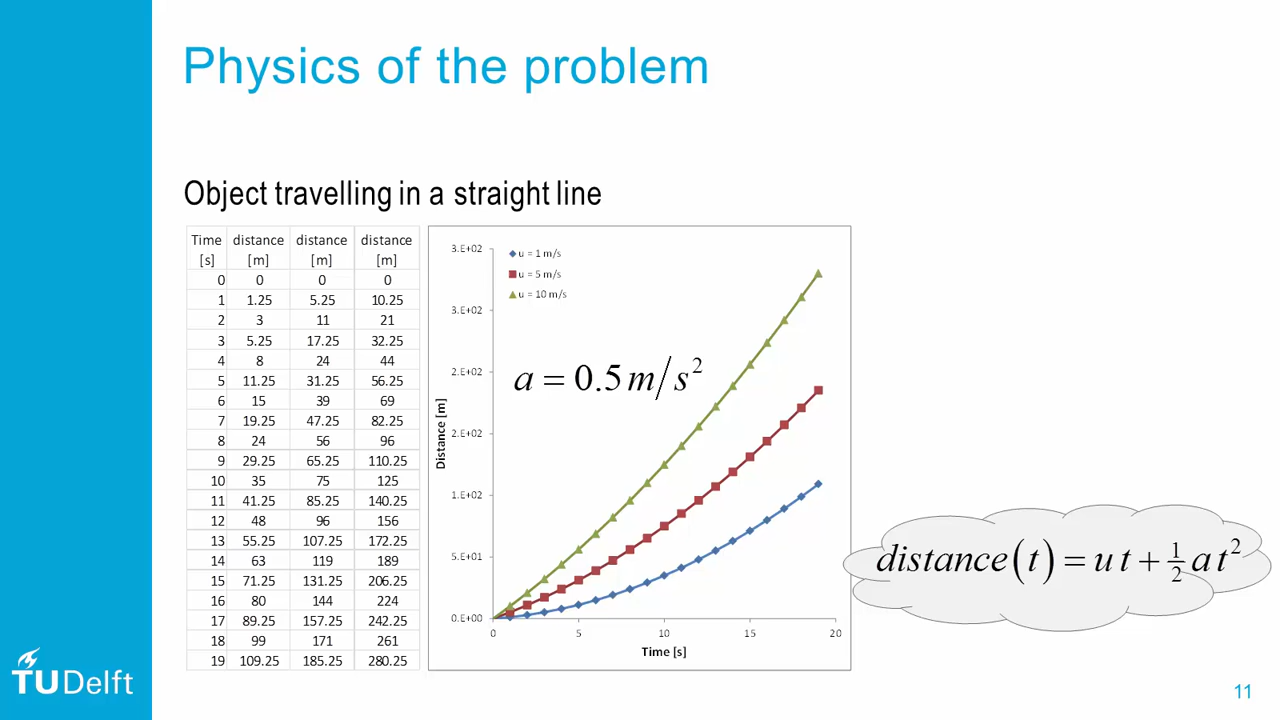 Physics of the problem
Object travelling in a straight line
Time distance distance distance
[s] [m] [m] [m]
0 0 0 0
1 1.25 5.25 10.25
2 3 11 21
3 5.25 17.25 32.25
4 8 24 44
5 11.25 31.25 56.25
6 15 39 69
7 19.25 47.25 82.25
8 24 56 96
9 29.25 65.25 110.25
10 35 75 125
11 41.25 85.25 140.25
12 48 96 156
13 55.25 107.25 172.25
14 63 119 189
15 71.25 131.25 206.25
16 80 144 224
17 89.25 157.25 242.25
18 99 171 261
19 109.25 185.25 280.25
3.E+02
3.E+02
2.E+02
2.E+02
1.E+02
5.E+01
0.E+00
Distance [m]
u = 1 m/s
u = 5 m/s
u = 10 m/s
a = 0.5 m/s²
0 5 10 15 20
Time [s]
distance(t) = u t + ½ a t²
TUDelft
11